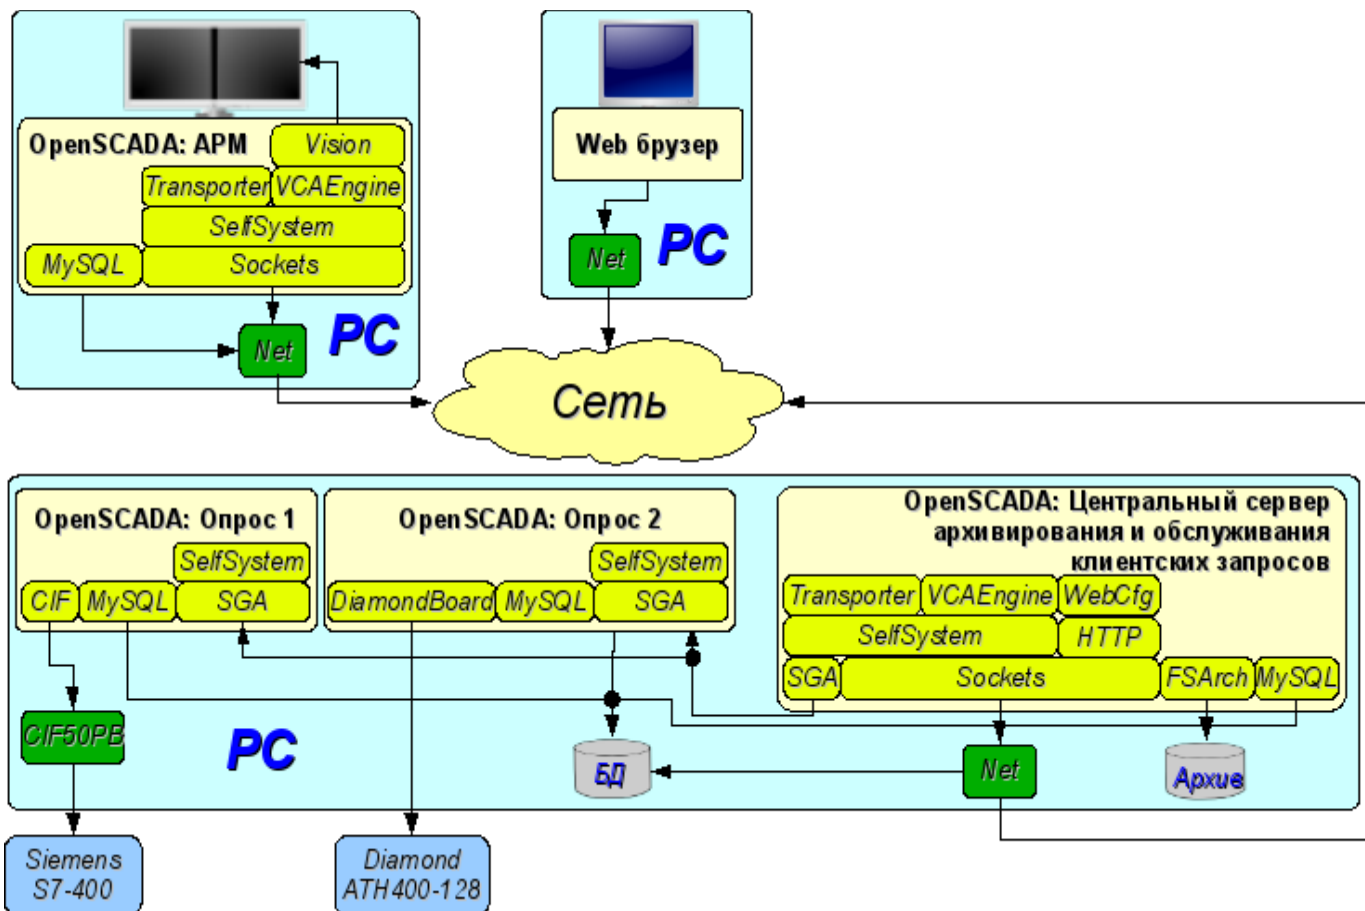 OpenSCADA: АРМ
Vision
Transporter
VCAEngine
SelfSystem
MySQL
Sockets
Net
PC
Web брузер
Net
PC
Сеть
OpenSCADA: Опрос 1
SelfSystem
CIF
MySQL
SGA
OpenSCADA: Опрос 2
SelfSystem
DiamondBoard
MySQL
SGA
OpenSCADA: Центральный сервер
архивирования и обслуживания
клиентских запросов
Transporter
VCAEngine
WebCfg
SelfSystem
HTTP
SGA
Sockets
FSArch
MySQL
CIF50PB
PC
БД
Net
Архив
Siemens
S7-400
Diamond
ATH400-128